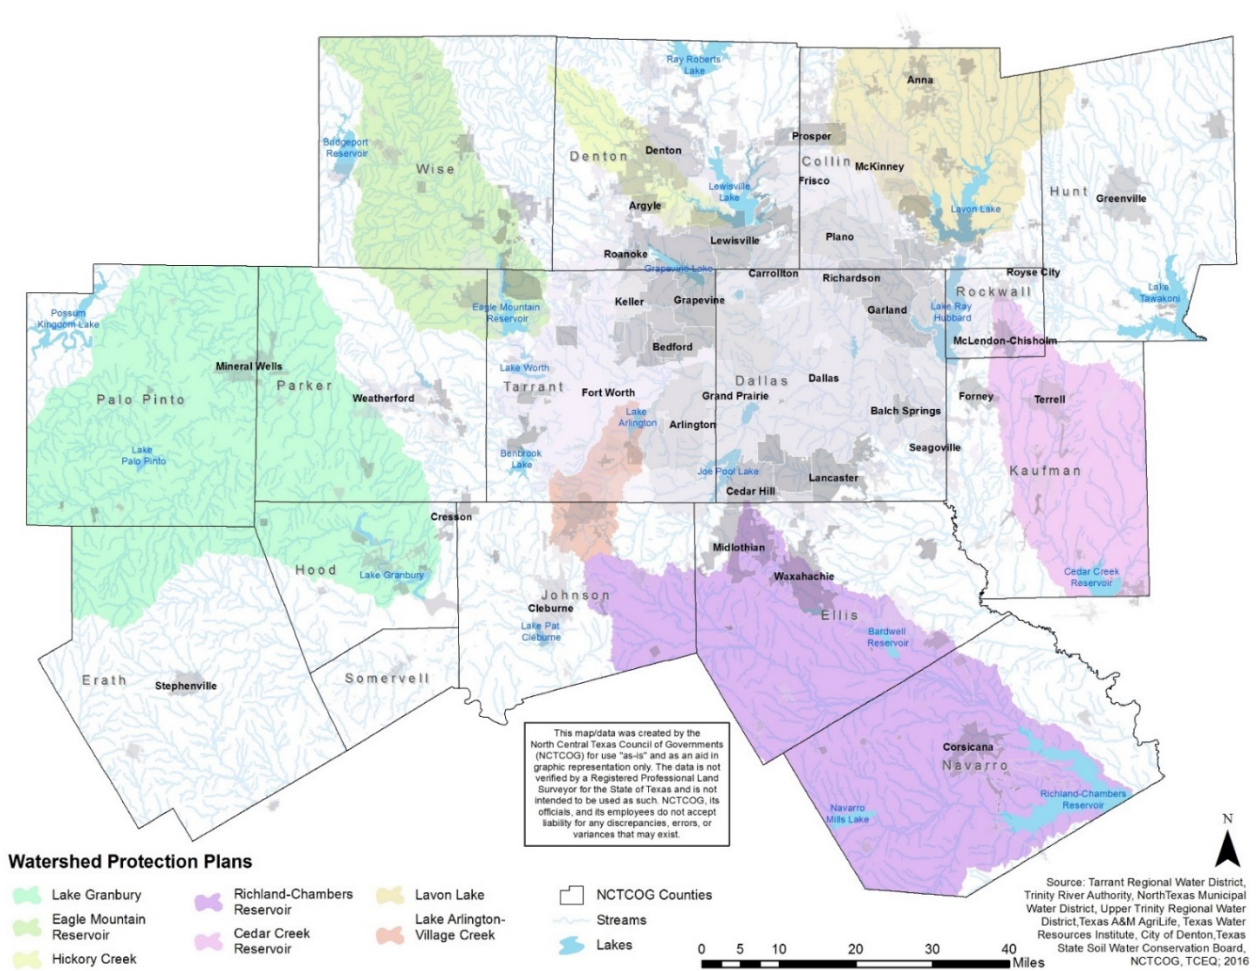 Ray Roberts
Lake
Anna
Prosper
Bridgeport
Reservoir
Wise
Denton
Denton
Collin
McKinney
Frisco
Lewisville
Lake
Hunt
Greenville
Argyle
Lavon Lake
Plano
Lewisville
Roanoke
Grapevine Lake
Carrollton
Richardson
Royse City
Rockwall
Lake
Tawakoni
Possum
Kingdom Lake
Eagle Mountain
Reservoir
Keller
Grapevine
Garland
Lake Ray
Hubbard
Bedford
McLendon-Chisholm
Mineral Wells
Lake Worth
Palo Pinto
Parker
Weatherford
Tarrant
Fort Worth
Dallas
Dallas
Grand Prairie
Forney
Terrell
Lake
Arlington
Arlington
Balch Springs
Lake
Palo Pinto
Benbrook
Lake
Seagoville
Joe Pool Lake
Kaufman
Lancaster
Cedar Hill
Cresson
Midlothian
Hood
Lake Granbury
Waxahachie
Cedar Creek
Reservoir
Johnson
Cleburne
Ellis
Lake Pat
Cleburne
Bardwell
Reservoir
Erath
Stephenville
Somervell
This map/data was created by the
North Central Texas Council of Governments
(NCTCOG) for use "as-is" and as an aid in
graphic representation only. The data is not
verified by a Registered Professional Land
Surveyor for the State of Texas and is not
intended to be used as such. NCTCOG, its
officials, and its employees do not accept
liability for any discrepancies, errors, or
variances that may exist.
Corsicana
Navarro
Richland-Chambers
Reservoir
Navarro
Mills Lake
N
Watershed Protection Plans
Lake Granbury
Eagle Mountain
Reservoir
Hickory Creek
Richland-Chambers
Reservoir
Cedar Creek
Reservoir
Lavon Lake
Lake Arlington-
Village Creek
NCTCOG Counties
Streams
Lakes
0 5 10 20 30 40
Miles
Source: Tarrant Regional Water District,
Trinity River Authority, NorthTexas Municipal
Water District, Upper Trinity Regional Water
District,Texas A&M AgriLife, Texas Water
Resources Institute, City of Denton,Texas
State Soil Water Conservation Board,
NCTCOG, TCEQ; 2016